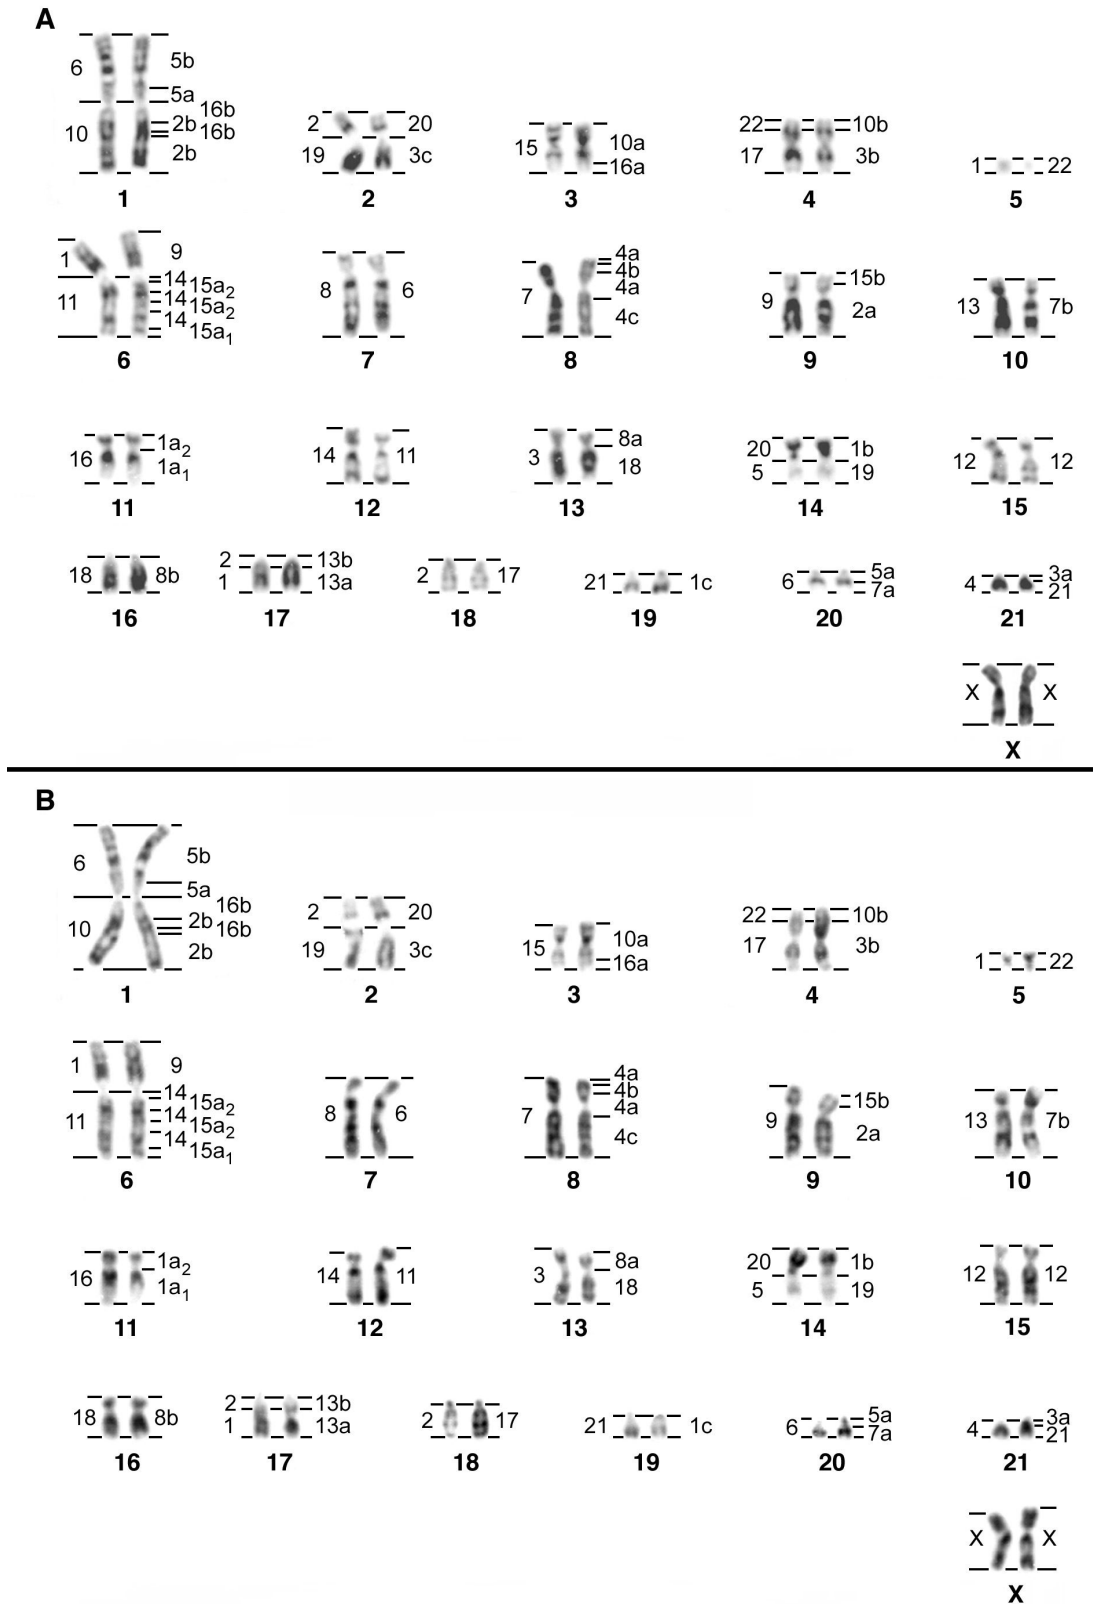 A
6 5b
5a
16b
10 2b 16b
2b
1
2 20
19 3c
2
15 10a
16a
3
22 10b
17 3b
4
1 22
5
1 9
11 14 15a2
14 15a2
14 15a1
6
8 6
7
4a
4b
7 4a
4c
8
15b
9 2a
9
13 7b
10
1a2
16 1a1
11
14 11
12
8a
3 18
13
20 1b
5 19
14
12 12
15
18 8b
16
2 13b
1 13a
17
2 17
18
21 1c
19
5a
6 7a
20
3a
4 21
21
X X
X
B
6 5b
5a
16b
10 2b 16b
2b
1
2 20
19 3c
2
15 10a
16a
3
22 10b
17 3b
4
1 22
5
1 9
14 15a2
11 14 15a2
14 15a1
6
8 6
7
4a
4b
7 4a
4c
8
15b
9 2a
9
13 7b
10
1a2
16 1a1
11
14 11
12
8a
3 18
13
20 1b
5 19
14
12 12
15
18 8b
16
2 13b
1 13a
17
2 17
18
21 1c
19
5a
6 7a
20
3a
4 21
21
X X
X